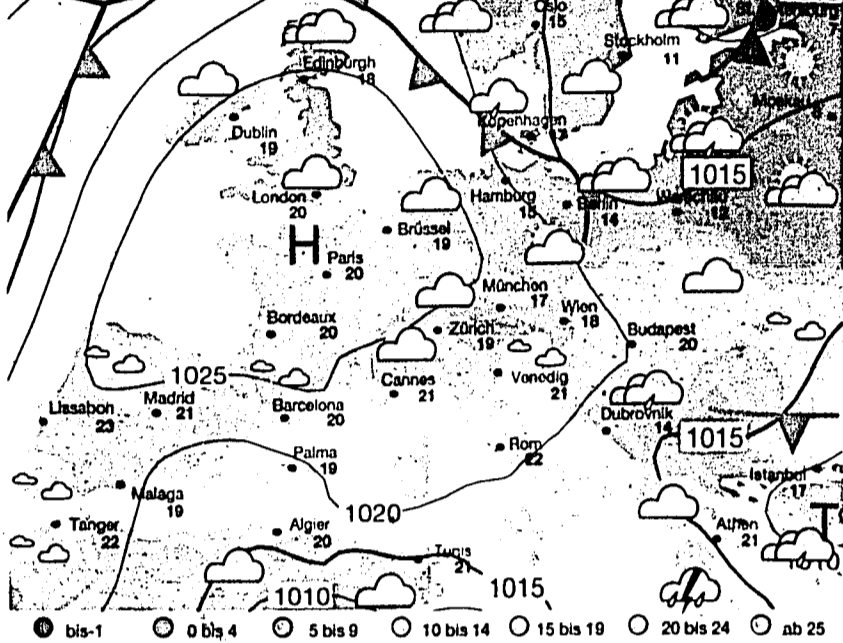 Oslo
15
Stockholm
11
Edinburgh
18
Moskau
Kopenhagen
Dublin
19
1015
London
20
Hamburg
15
Berlin
14
Warschau
12
H
Brüssel
19
Paris
20
München
17
Wien
18
Bordeaux
20
Zürich
19
Budapest
20
1025
Cannes
21
Venedig
21
Lissabon
23
Madrid
21
Barcelona
20
Dubrovnik
14
1015
Rom
22
Palma
19
Istanbul
17
Malaga
19
1020
T
Tanger
22
Algier
20
Athen
21
Tunis
21
1010
1015
bis-1 0 bis 4 5 bis 9 10 bis 14 15 bis 19 20 bis 24 ab 25